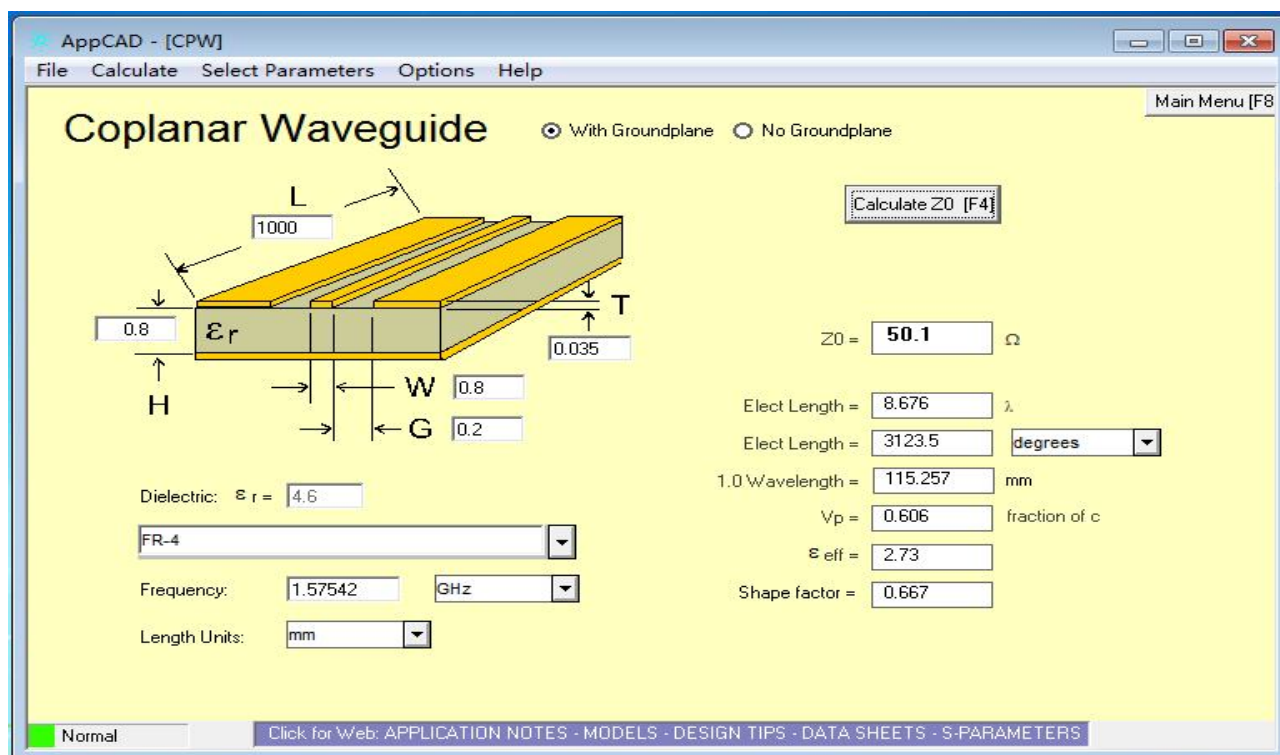 AppCAD - [CPW]
File Calculate Select Parameters Options Help
Main Menu [F8
Coplanar Waveguide
With Groundplane No Groundplane
L
1000
Calculate Z0 [F4]
T
0.8
εr
0.035
Z0 = 50.1 Ω
H
W 0.8
G 0.2
Elect Length = 8.676 λ
Elect Length = 3123.5 degrees
1.0 Wavelength = 115.257 mm
Dielectric: ε r = 4.6
Vp = 0.606 fraction of c
FR-4
ε eff = 2.73
Frequency: 1.57542 GHz
Shape factor = 0.667
Length Units: mm
Normal
Click for Web: APPLICATION NOTES - MODELS - DESIGN TIPS - DATA SHEETS - S-PARAMETERS